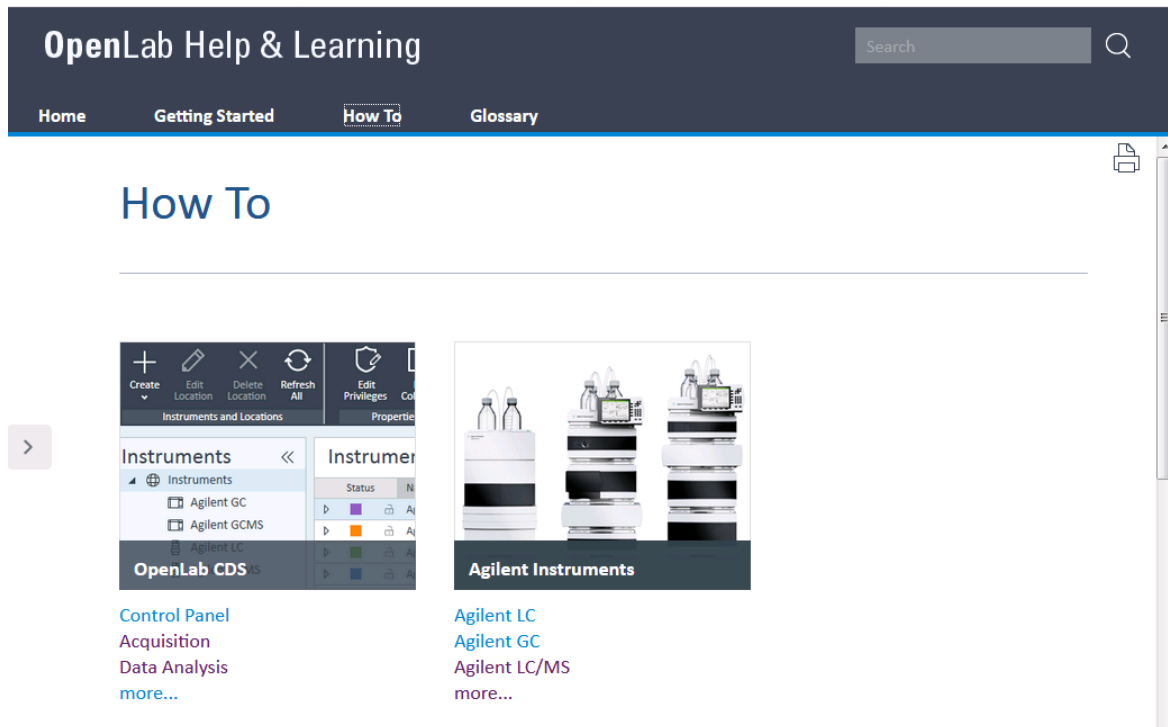 OpenLab Help & Learning
Search
Home Getting Started How To Glossary
How To
Create Edit Location Delete Location Refresh All Edit Privileges
Instruments and Locations
Instruments
Instruments
Status
Agilent GC
Agilent GCMS
Agilent LC
OpenLab CDS
Agilent Instruments
Control Panel
Acquisition
Data Analysis
more...
Agilent LC
Agilent GC
Agilent LC/MS
more...